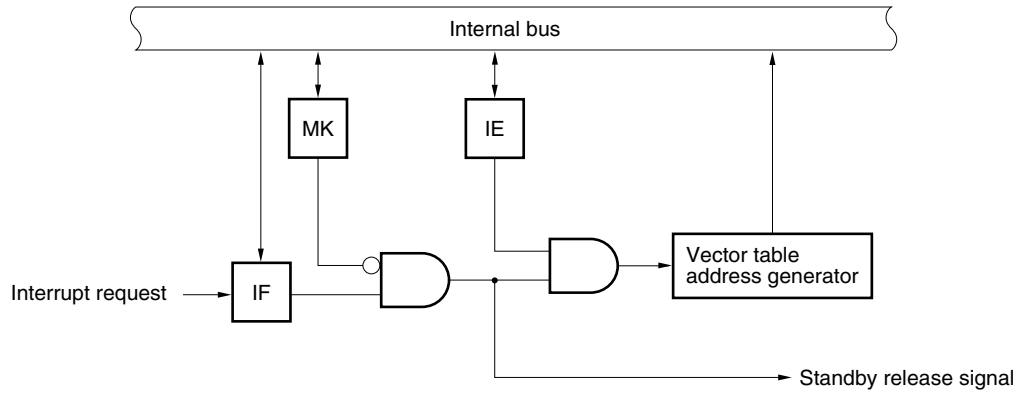 Internal bus
MK
IE
Interrupt request
IF
Vector table
address generator
Standby release signal